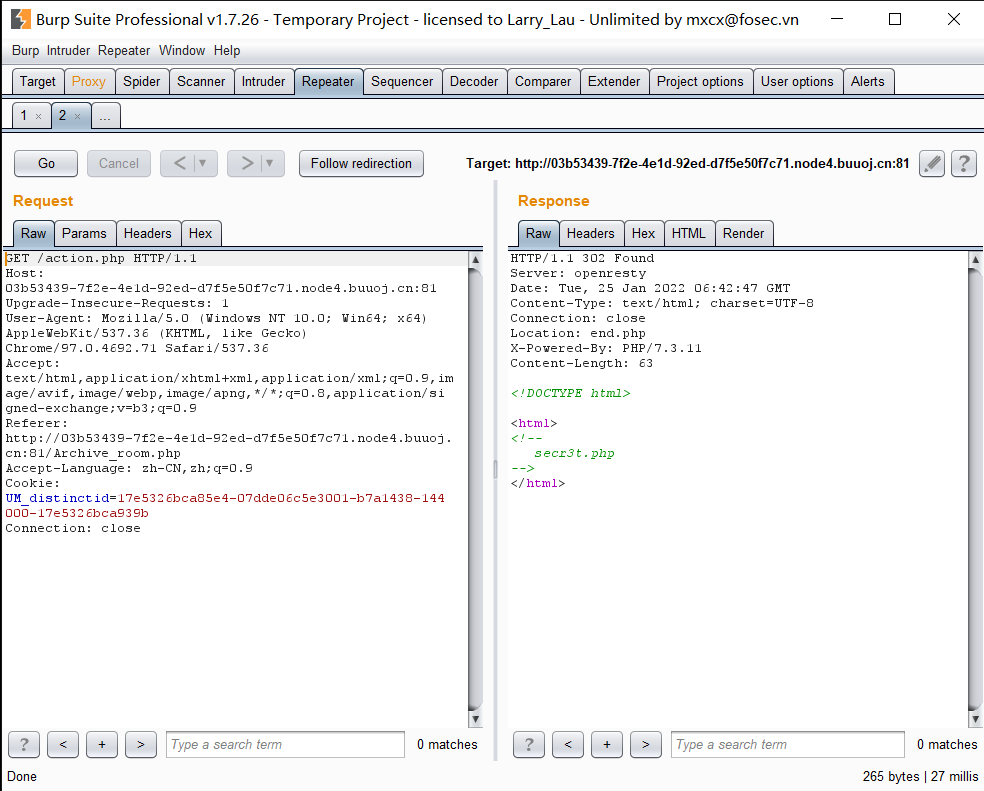 Burp Suite Professional v1.7.26 - Temporary Project - licensed to Larry_Lau - Unlimited by mxcx@fosec.vn
Burp Intruder Repeater Window Help
Target Proxy Spider Scanner Intruder Repeater Sequencer Decoder Comparer Extender Project options User options Alerts
1 × 2 × ...
Go Cancel < ▼ > ▼ Follow redirection Target: http://03b53439-7f2e-4e1d-92ed-d7f5e50f7c71.node4.buuoj.cn:81 ?
Request
Raw Params Headers Hex
GET /action.php HTTP/1.1
Host:
03b53439-7f2e-4e1d-92ed-d7f5e50f7c71.node4.buuoj.cn:81
Upgrade-Insecure-Requests: 1
User-Agent: Mozilla/5.0 (Windows NT 10.0; Win64; x64)
AppleWebKit/537.36 (KHTML, like Gecko)
Chrome/97.0.4692.71 Safari/537.36
Accept:
text/html,application/xhtml+xml,application/xml;q=0.9,im
age/avif,image/webp,image/apng,*/*;q=0.8,application/si
gned-exchange;v=b3;q=0.9
Referer:
http://03b53439-7f2e-4e1d-92ed-d7f5e50f7c71.node4.buuoj.
cn:81/Archive_room.php
Accept-Language: zh-CN,zh;q=0.9
Cookie:
UM_distinctid=17e5326bca85e4-07dde06c5e3001-b7a1438-144
000-17e5326bca939b
Connection: close
? < + > Type a search term 0 matches
Response
Raw Headers Hex HTML Render
HTTP/1.1 302 Found
Server: openresty
Date: Tue, 25 Jan 2022 06:42:47 GMT
Content-Type: text/html; charset=UTF-8
Connection: close
Location: end.php
X-Powered-By: PHP/7.3.11
Content-Length: 63
<!DOCTYPE html>
<html>
<!--
secr3t.php
-->
</html>
? < + > Type a search term 0 matches
Done 265 bytes | 27 millis